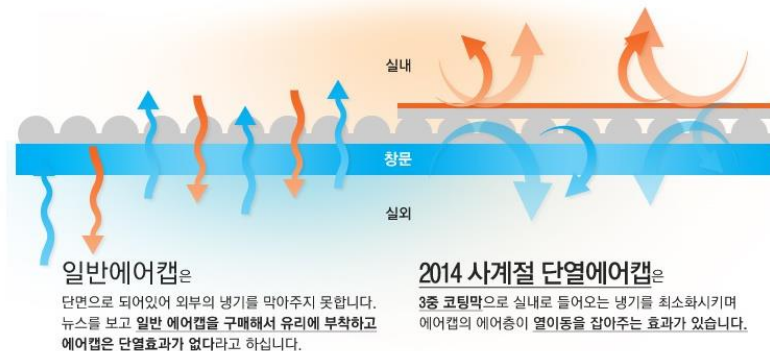 실내
창문
실외
일반에어캡은
단면으로 되어있어 외부의 냉기를 막아주지 못합니다.
뉴스를 보고 일반 에어캡을 구매해서 유리에 부착하고
에어캡은 단열효과가 없다라고 하십니다.
2014 사계절 단열에어캡은
3중 코팅막으로 실내로 들어오는 냉기를 최소화시키며
에어캡의 에어층이 열이동을 잡아주는 효과가 있습니다.